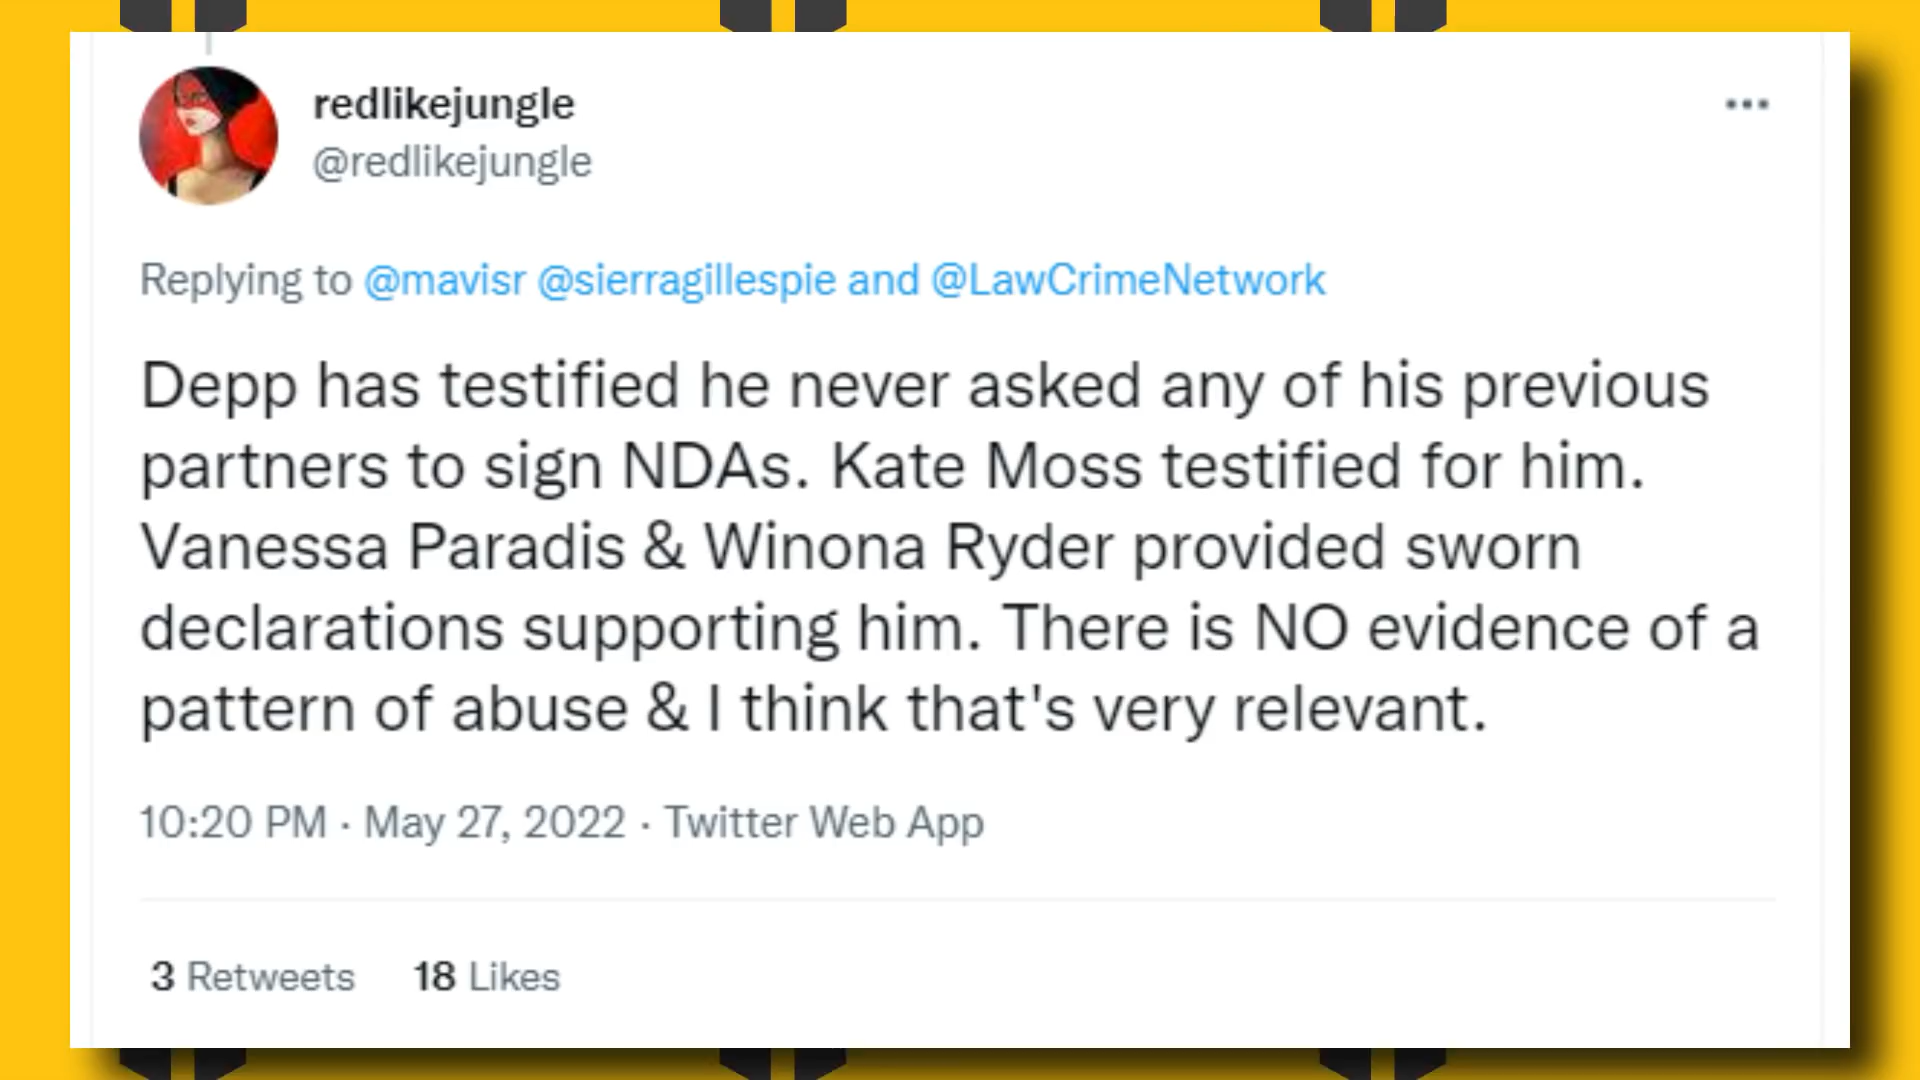 redlikejungle
@redlikejungle
Replying to @mavisr @sierragillespie and @LawCrimeNetwork
Depp has testified he never asked any of his previous
partners to sign NDAs. Kate Moss testified for him.
Vanessa Paradis & Winona Ryder provided sworn
declarations supporting him. There is NO evidence of a
pattern of abuse & I think that's very relevant.
10:20 PM · May 27, 2022 · Twitter Web App
3 Retweets 18 Likes